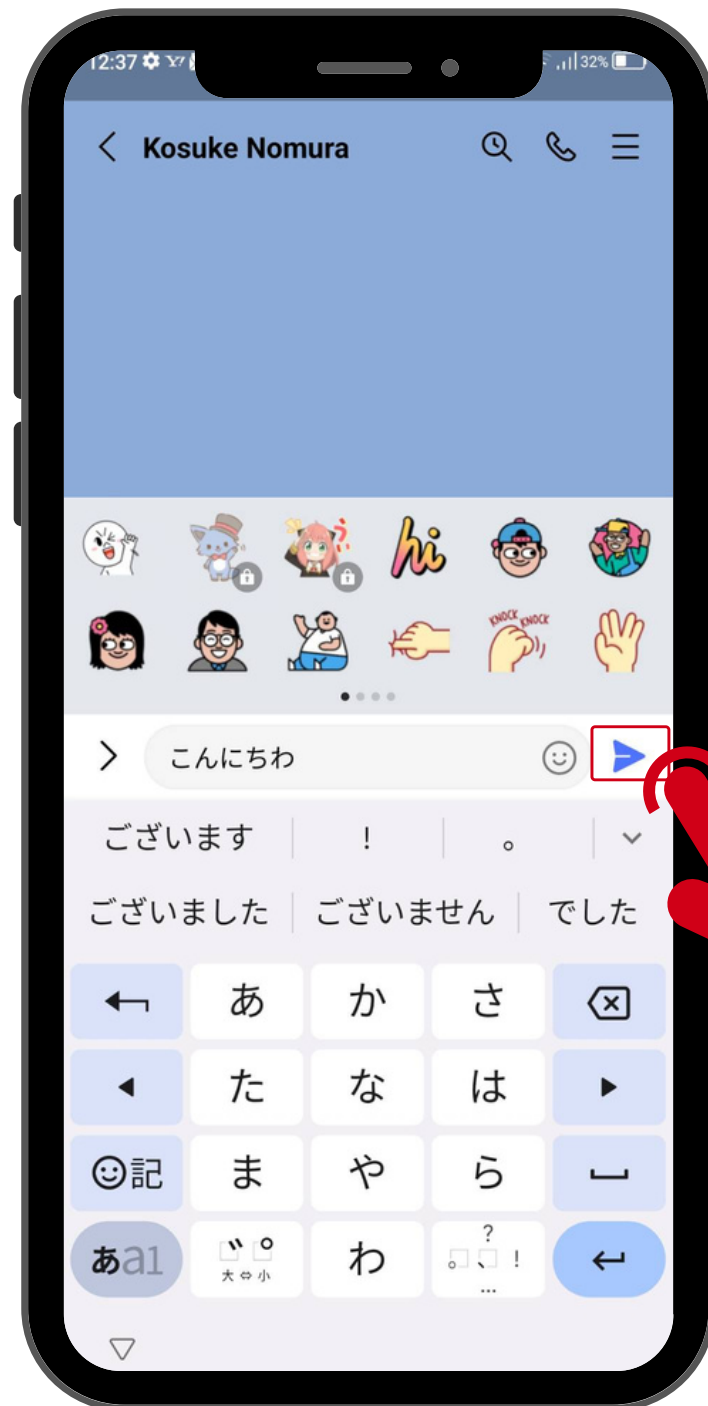 12:37 Y? 32%
Kosuke Nomura
うい
hi
KNOCK KNOCK
こんにちわ
ございます ! 。
ございました ございません でした
あ か さ
た な は
記 ま や ら
あa1 大⇔小 わ 。、?!…